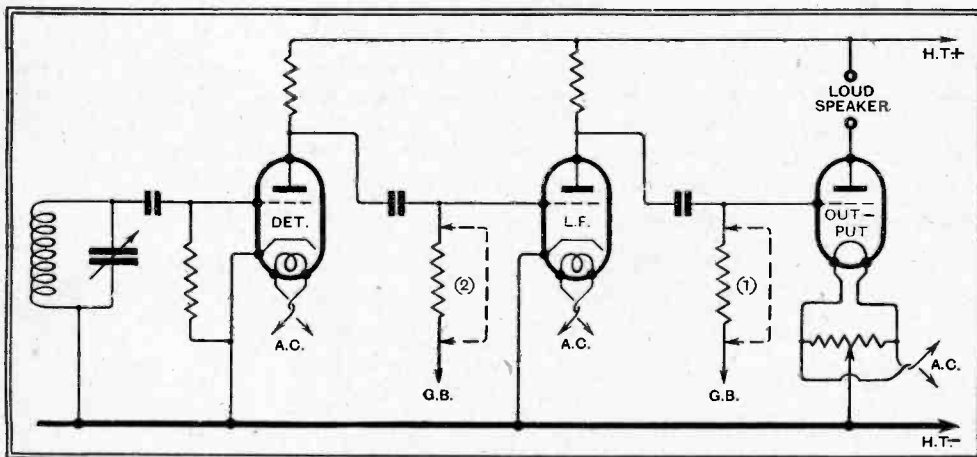 H.T.+
LOUD
SPEAKER
DET.
L.F.
OUT-
PUT
②
①
A.C.
A.C.
A.C.
G.B.
G.B.
H.T.-